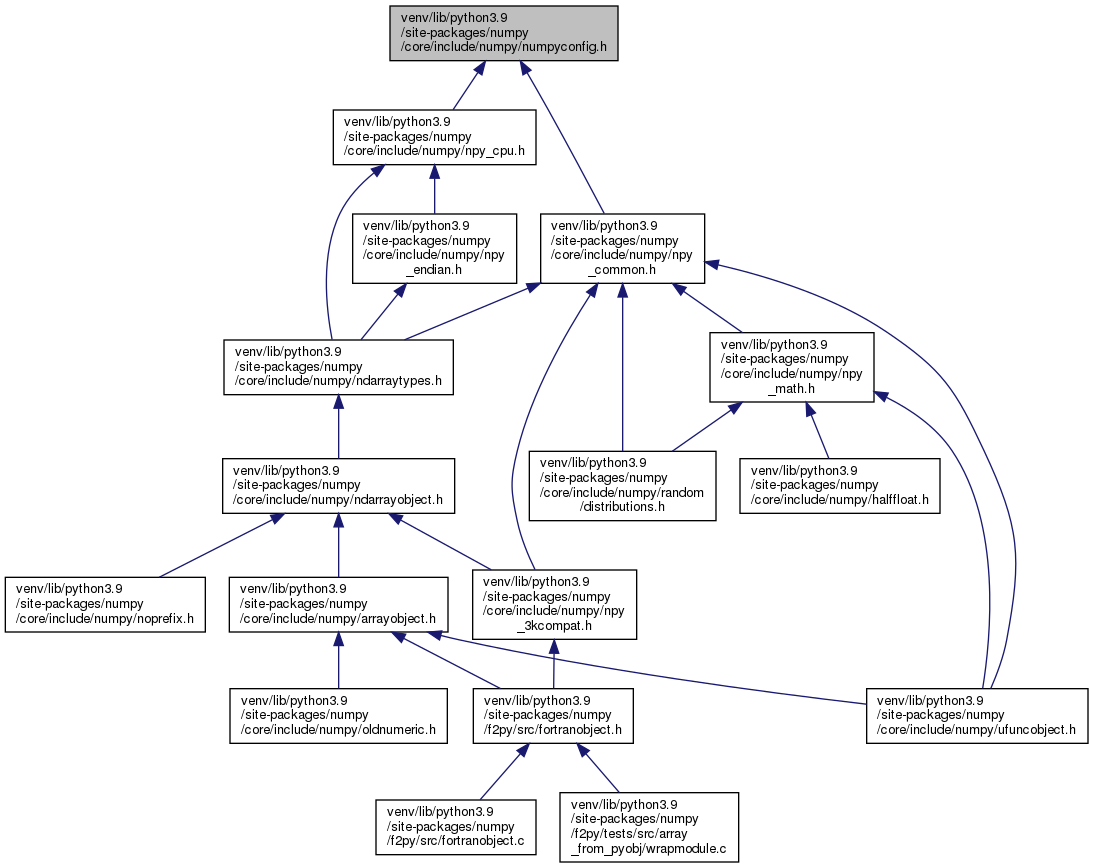 venv/lib/python3.9
/site-packages/numpy
/core/include/numpy/numpyconfig.h
venv/lib/python3.9
/site-packages/numpy
/core/include/numpy/npy_cpu.h
venv/lib/python3.9
/site-packages/numpy
/core/include/numpy/npy
_endian.h
venv/lib/python3.9
/site-packages/numpy
/core/include/numpy/npy
_common.h
venv/lib/python3.9
/site-packages/numpy
/core/include/numpy/ndarraytypes.h
venv/lib/python3.9
/site-packages/numpy
/core/include/numpy/npy
_math.h
venv/lib/python3.9
/site-packages/numpy
/core/include/numpy/ndarrayobject.h
venv/lib/python3.9
/site-packages/numpy
/core/include/numpy/random
/distributions.h
venv/lib/python3.9
/site-packages/numpy
/core/include/numpy/halffloat.h
venv/lib/python3.9
/site-packages/numpy
/core/include/numpy/noprefix.h
venv/lib/python3.9
/site-packages/numpy
/core/include/numpy/arrayobject.h
venv/lib/python3.9
/site-packages/numpy
/core/include/numpy/npy
_3kcompat.h
venv/lib/python3.9
/site-packages/numpy
/core/include/numpy/oldnumeric.h
venv/lib/python3.9
/site-packages/numpy
/f2py/src/fortranobject.h
venv/lib/python3.9
/site-packages/numpy
/core/include/numpy/ufuncobject.h
venv/lib/python3.9
/site-packages/numpy
/f2py/src/fortranobject.c
venv/lib/python3.9
/site-packages/numpy
/f2py/tests/src/array
_from_pyobj/wrapmodule.c